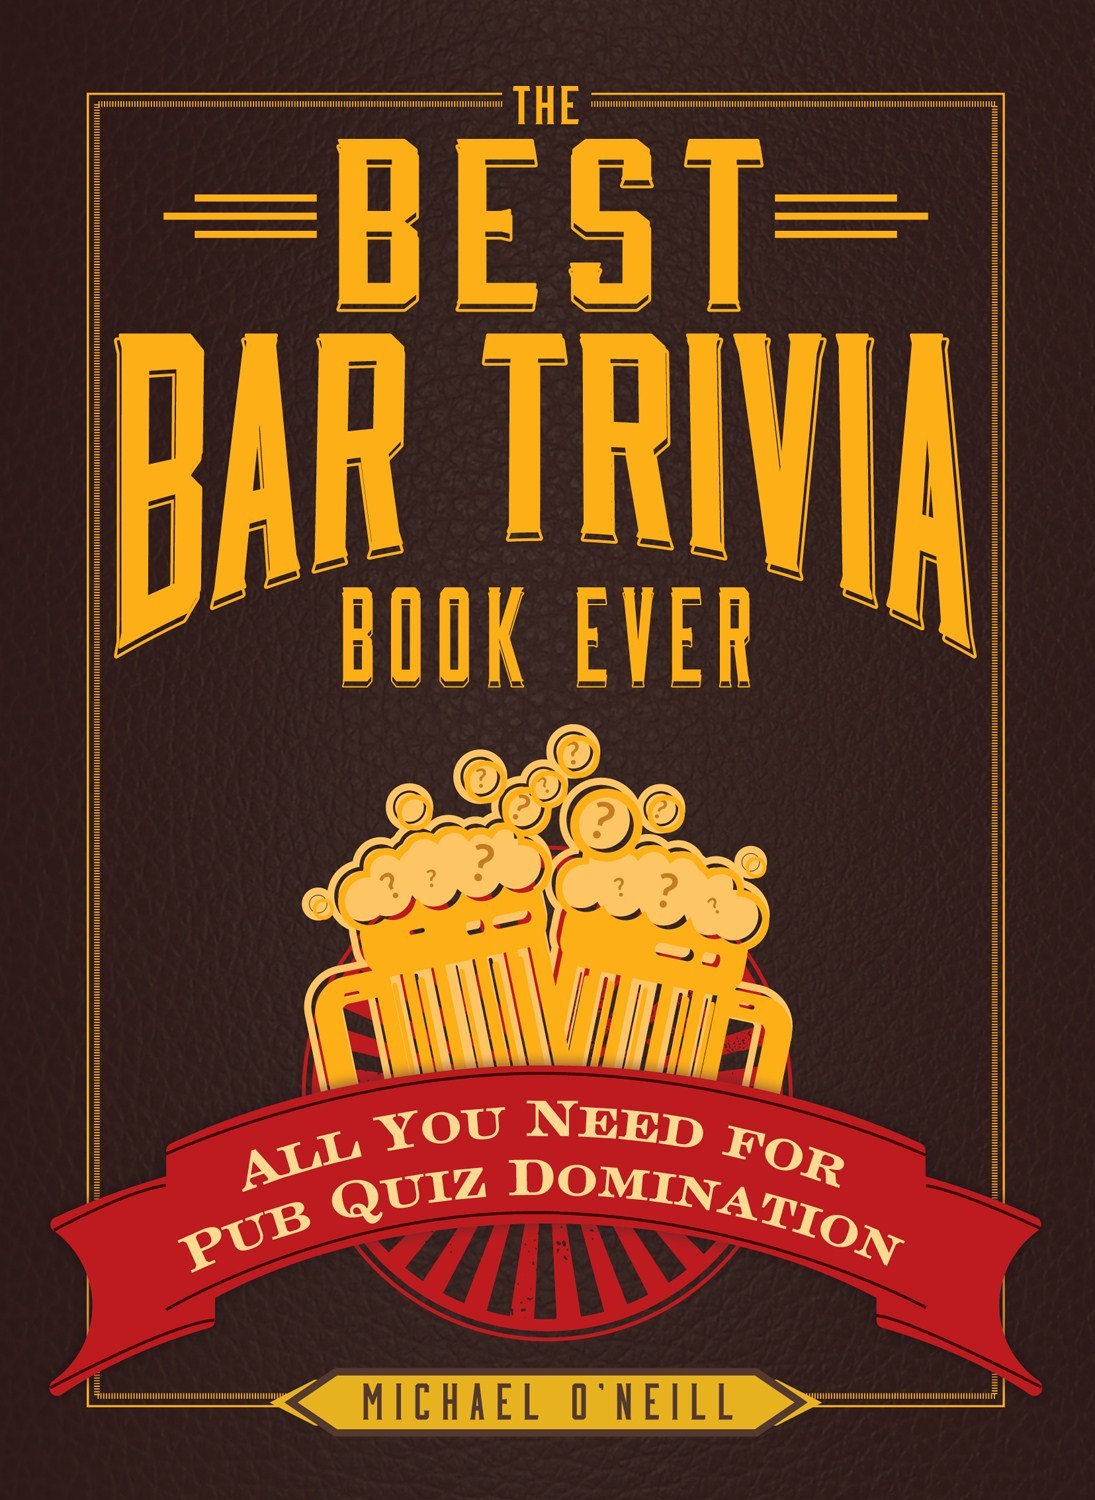 THE
BEST
BAR TRIVIA
BOOK EVER
? ? ? ? ? ?
? ? ? ? ? ?
ALL YOU NEED FOR
PUB QUIZ DOMINATION
MICHAEL O'NEILL